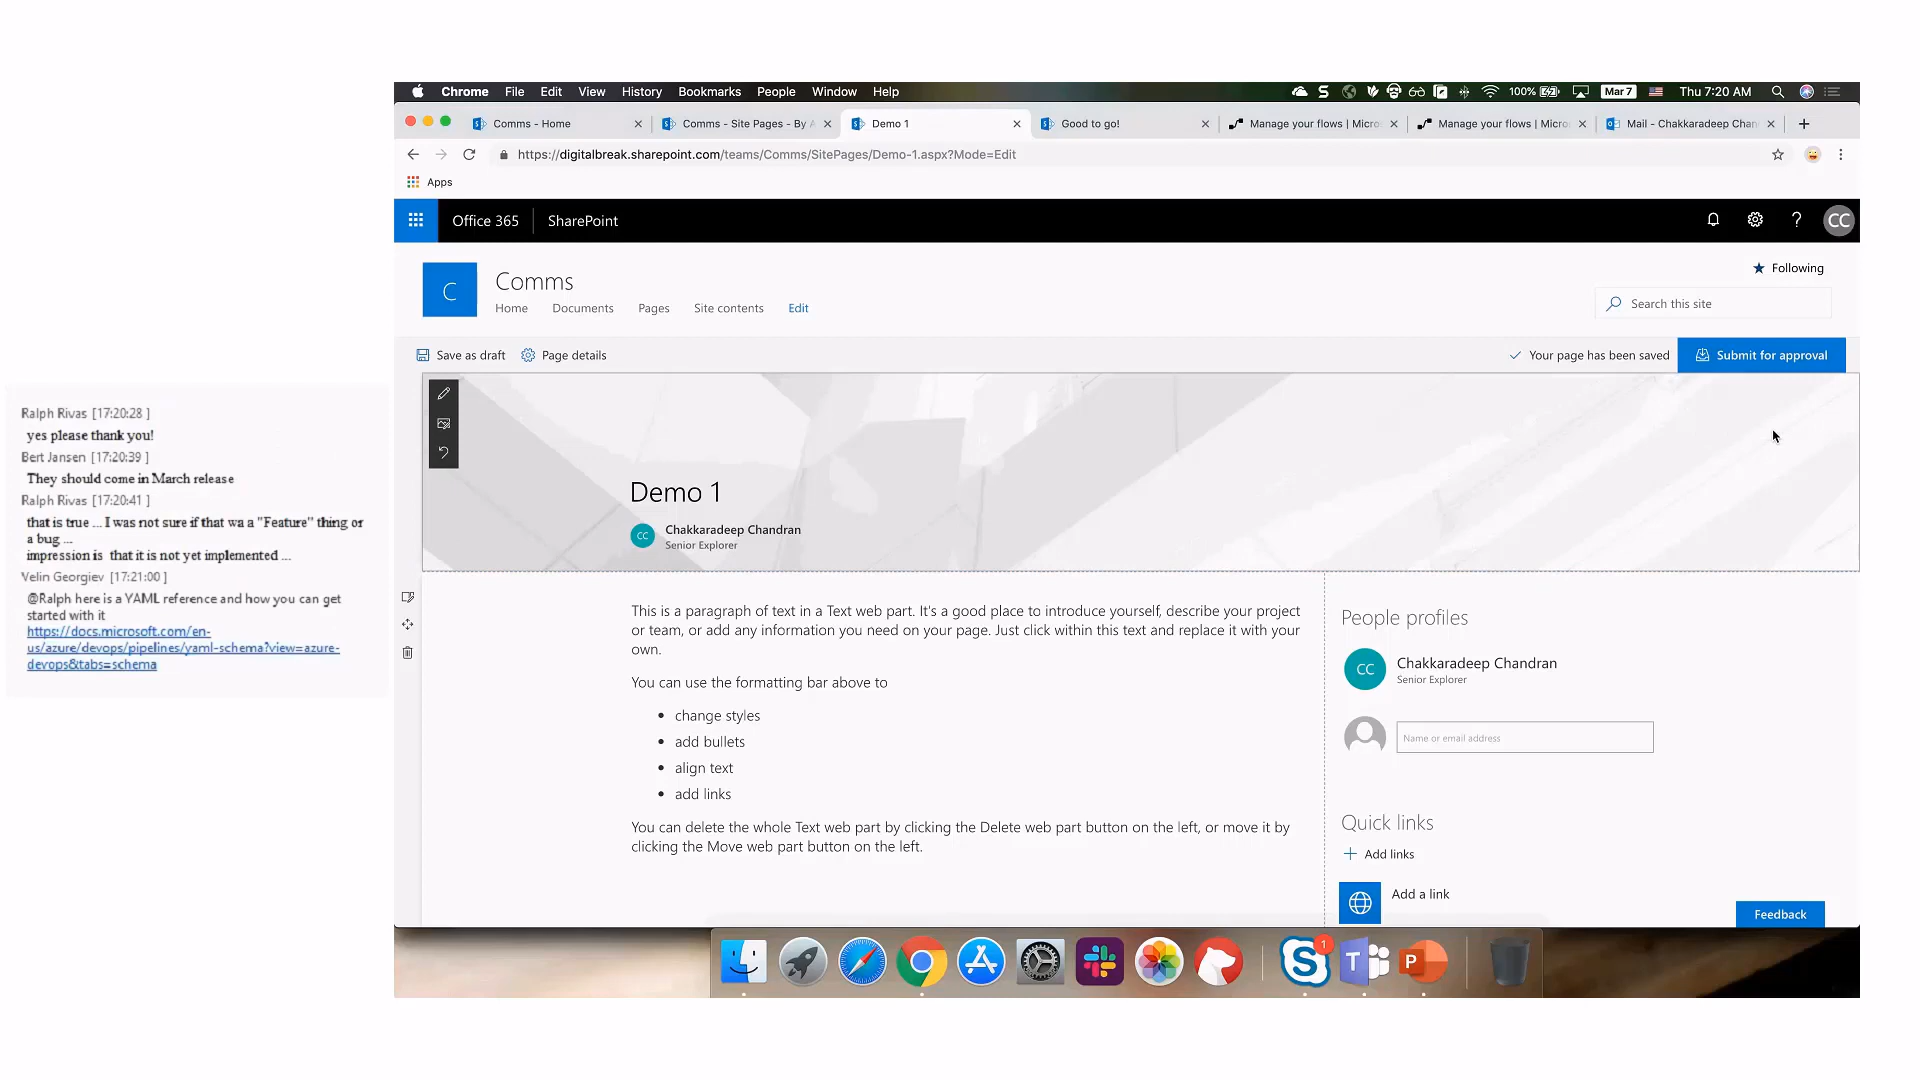 Chrome File Edit View History Bookmarks People Window Help 100% Mar 7 Thu 7:20 AM
Comms - Home Comms - Site Pages - By A Demo 1 Good to go! Manage your flows | Micro Manage your flows | Micro Mail - Chakkaradeep Chan
https://digitalbreak.sharepoint.com/teams/Comms/SitePages/Demo-1.aspx?Mode=Edit
Apps
Office 365 SharePoint ? CC
Following
C
Comms
Home Documents Pages Site contents Edit
Search this site
Save as draft Page details Your page has been saved Submit for approval
Demo 1
CC Chakkaradeep Chandran
Senior Explorer
This is a paragraph of text in a Text web part. It's a good place to introduce yourself, describe your project
or team, or add any information you need on your page. Just click within this text and replace it with your
own.
You can use the formatting bar above to
• change styles
• add bullets
• align text
• add links
You can delete the whole Text web part by clicking the Delete web part button on the left, or move it by
clicking the Move web part button on the left.
People profiles
CC Chakkaradeep Chandran
Senior Explorer
Name or email address
Quick links
+ Add links
Add a link
Feedback
Ralph Rivas [17:20:28 ]
yes please thank you!
Bert Jansen [17:20:39 ]
They should come in March release
Ralph Rivas [17:20:41 ]
that is true ... I was not sure if that wa a "Feature" thing or
a bug ...
impression is that it is not yet implemented ...
Velin Georgiev [17:21:00 ]
@Ralph here is a YAML reference and how you can get
started with it
https://docs.microsoft.com/en-
us/azure/devops/pipelines/yaml-schema?view=azure-
devops&tabs=schema
S 1 T P